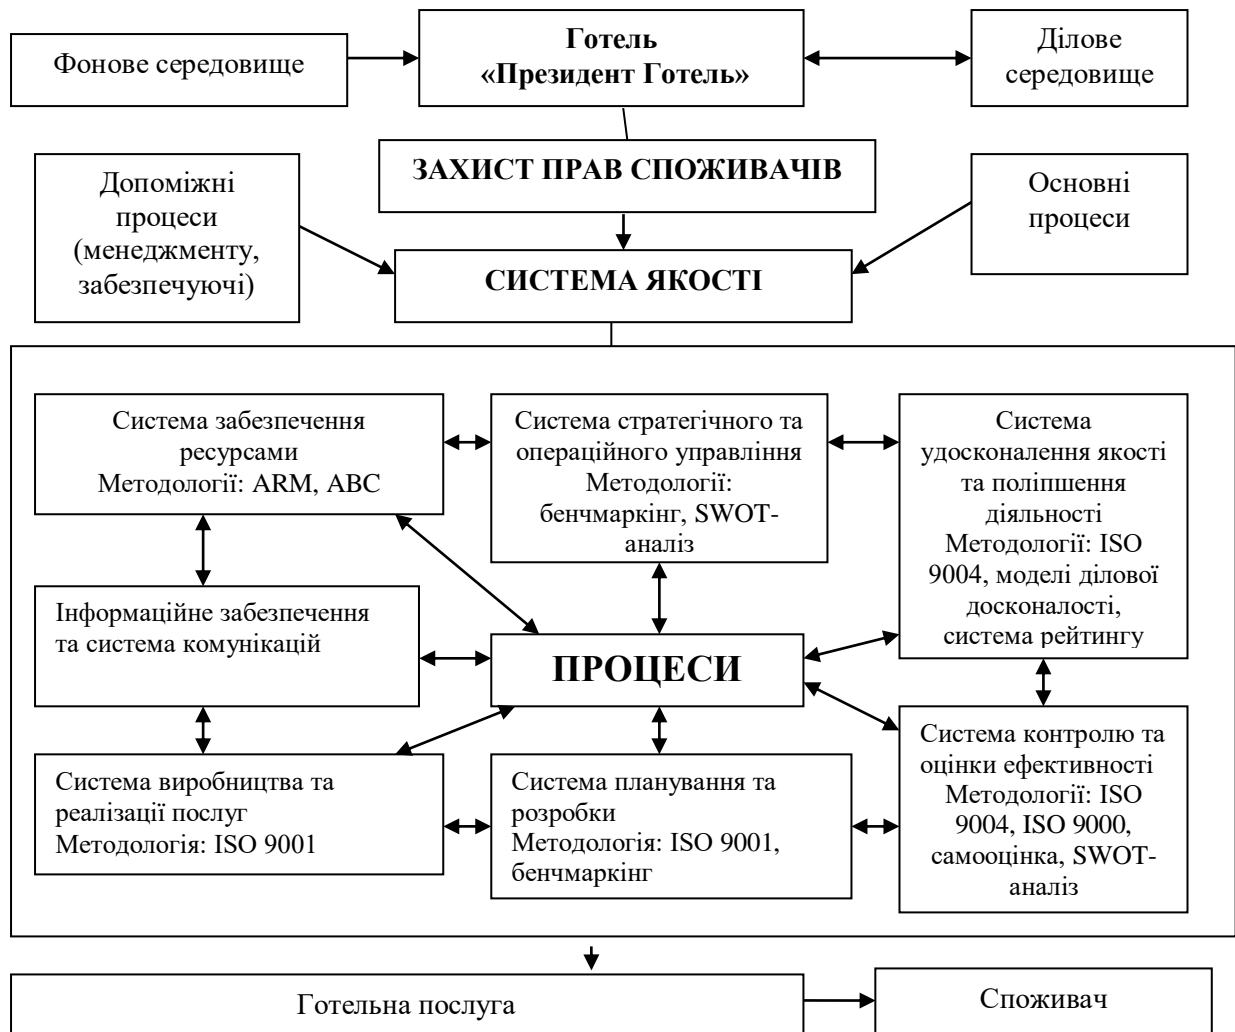 Фонове середовище
Готель
«Президент Готель»
Ділове
середовище
ЗАХИСТ ПРАВ СПОЖИВАЧІВ
Допоміжні
процеси
(менеджменту,
забезпечуючі)
Основні
процеси
СИСТЕМА ЯКОСТІ
Система забезпечення
ресурсами
Методології: ARM, ABC
Система стратегічного та
операційного управління
Методології:
бенчмаркінг, SWOT-
аналіз
Система
удосконалення якості
та поліпшення
діяльності
Методології: ISO
9004, моделі ділової
досконалості,
система рейтингу
Інформаційне забезпечення
та система комунікацій
ПРОЦЕСИ
Система виробництва та
реалізації послуг
Методологія: ISO 9001
Система планування та
розробки
Методологія: ISO 9001,
бенчмаркінг
Система контролю та
оцінки ефективності
Методології: ISO
9004, ISO 9000,
самооцінка, SWOT-
аналіз
Готельна послуга
Споживач